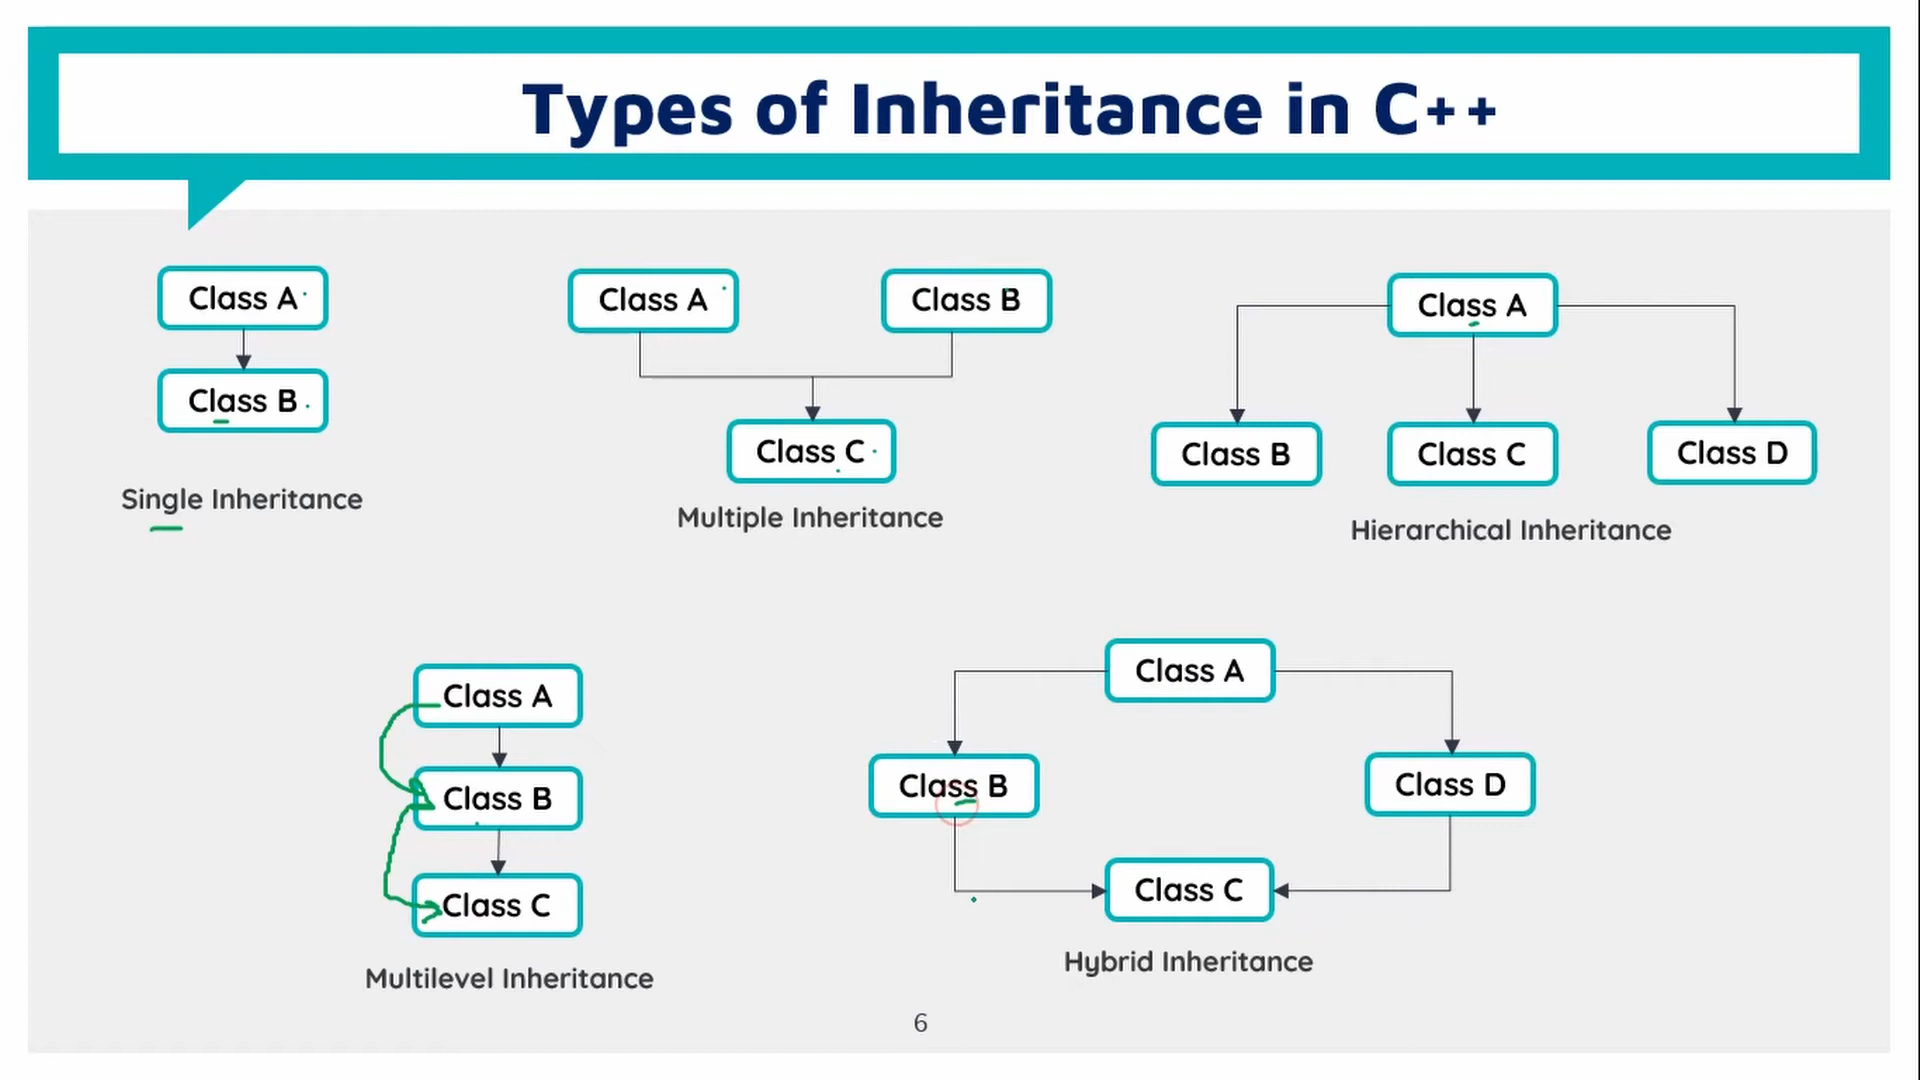 Types of Inheritance in C++
Class A
Class B
Single Inheritance
Class A
Class B
Class C
Multiple Inheritance
Class A
Class B
Class C
Class D
Hierarchical Inheritance
Class A
Class B
Class C
Multilevel Inheritance
Class A
Class B
Class D
Class C
Hybrid Inheritance
6